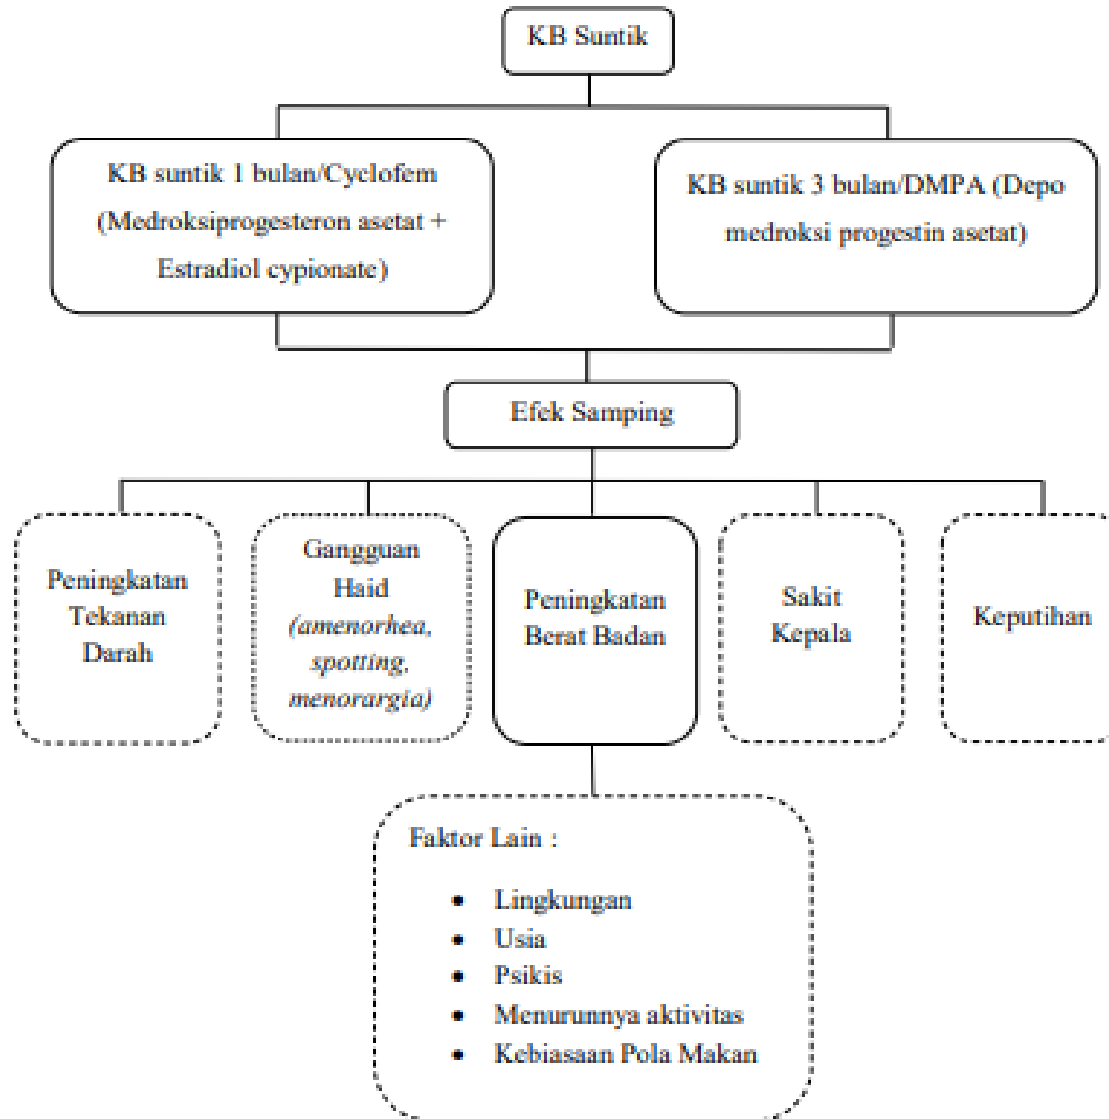 KB Suntik
KB suntik 1 bulan/Cyclofem
(Medroksiprogesteron asetat +
Estradiol cypionate)
KB suntik 3 bulan/DMPA (Depo
medroksi progestin asetat)
Efek Samping
Peningkatan
Tekanan
Darah
Gangguan
Haid
(amenorhea,
spotting,
menorargia)
Peningkatan
Berat Badan
Sakit
Kepala
Keputihan
Faktor Lain :
• Lingkungan
• Usia
• Psikis
• Menurunnya aktivitas
• Kebiasaan Pola Makan